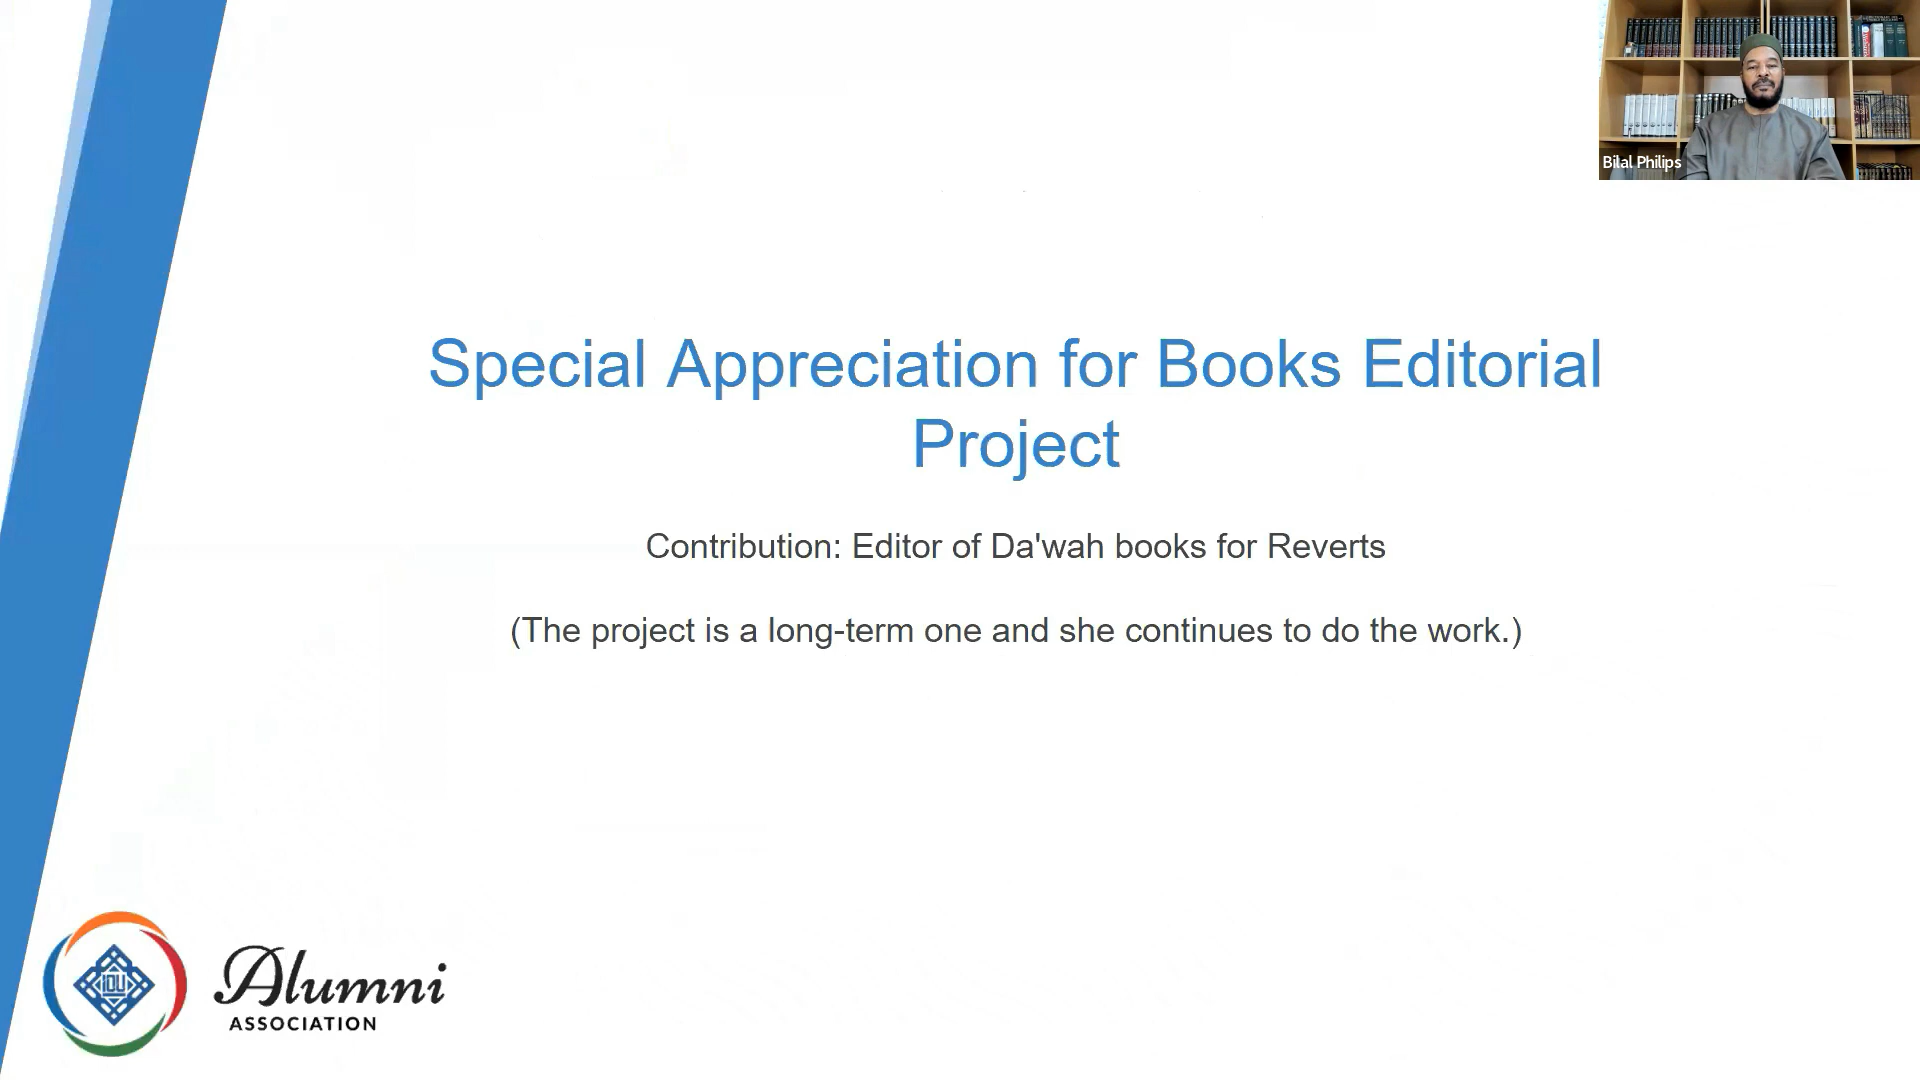 Bilal Philips
Special Appreciation for Books Editorial
Project
Contribution: Editor of Da'wah books for Reverts
(The project is a long-term one and she continues to do the work.)
IOU
Alumni
ASSOCIATION